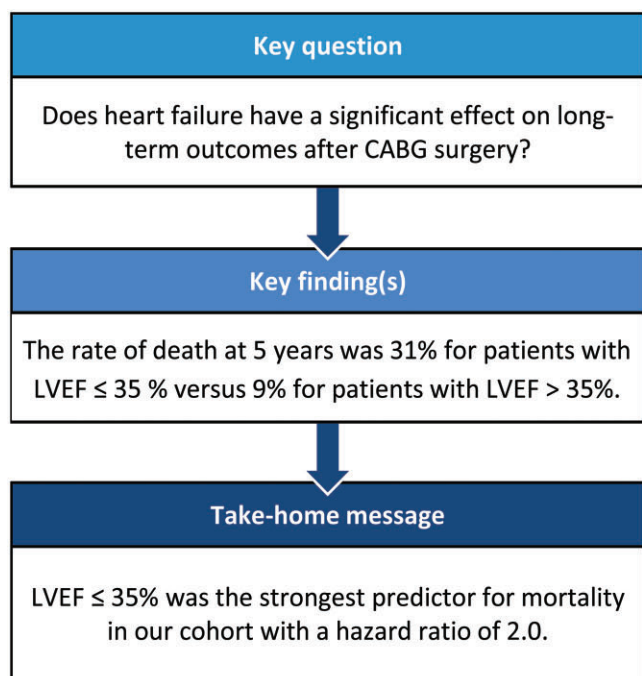 Key question
Does heart failure have a significant effect on long-
term outcomes after CABG surgery?
Key finding(s)
The rate of death at 5 years was 31% for patients with
LVEF ≤ 35 % versus 9% for patients with LVEF > 35%.
Take-home message
LVEF ≤ 35% was the strongest predictor for mortality
in our cohort with a hazard ratio of 2.0.